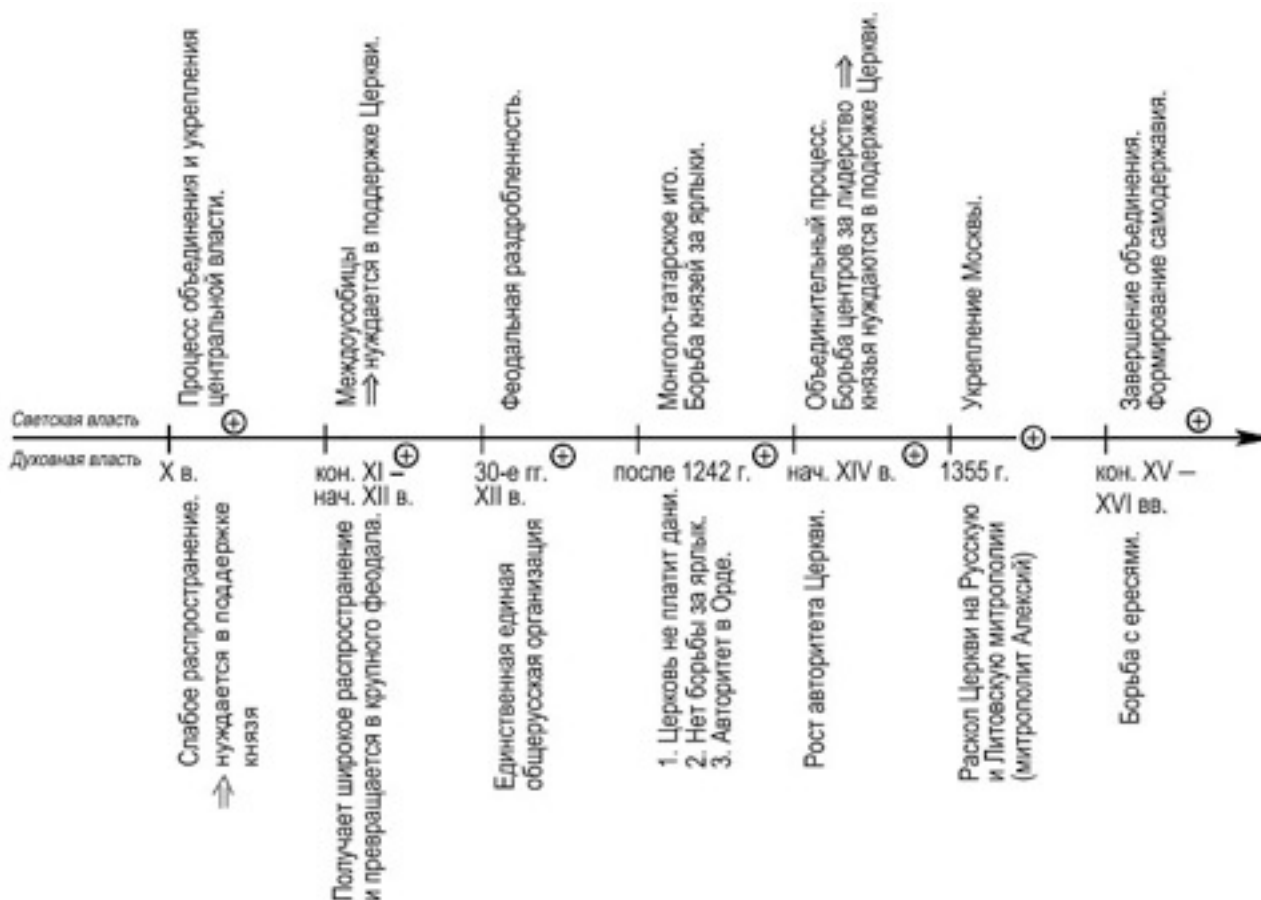 Процесс объединения и укрепления
центральной власти.
Междоусобицы
⇒ нуждается в поддержке Церкви.
Феодальная раздробленность.
Монголо-татарское иго.
Борьба князей за ярлыки.
Объединительный процесс.
Борьба центров за лидерство ⇒
князья нуждаются в подержке Церкви.
Укрепление Москвы.
Завершение объединения.
Формирование самодержавия.
Светская власть
Духовная власть
X в.
кон. XI –
нач. XII в.
30-е гг.
XII в.
после 1242 г.
нач. XIV в.
1355 г.
кон. XV –
XVI вв.
Слабое распространение.
⇒ нуждается в поддержке
князя
Получает широкое распространение
и превращается в крупного феодала.
Единственная единая
общерусская организация
1. Церковь не платит дани.
2. Нет борьбы за ярлык.
3. Авторитет в Орде.
Рост авторитета Церкви.
Раскол Церкви на Русскую
и Литовскую митрополии
(митрополит Алексий)
Борьба с ересями.